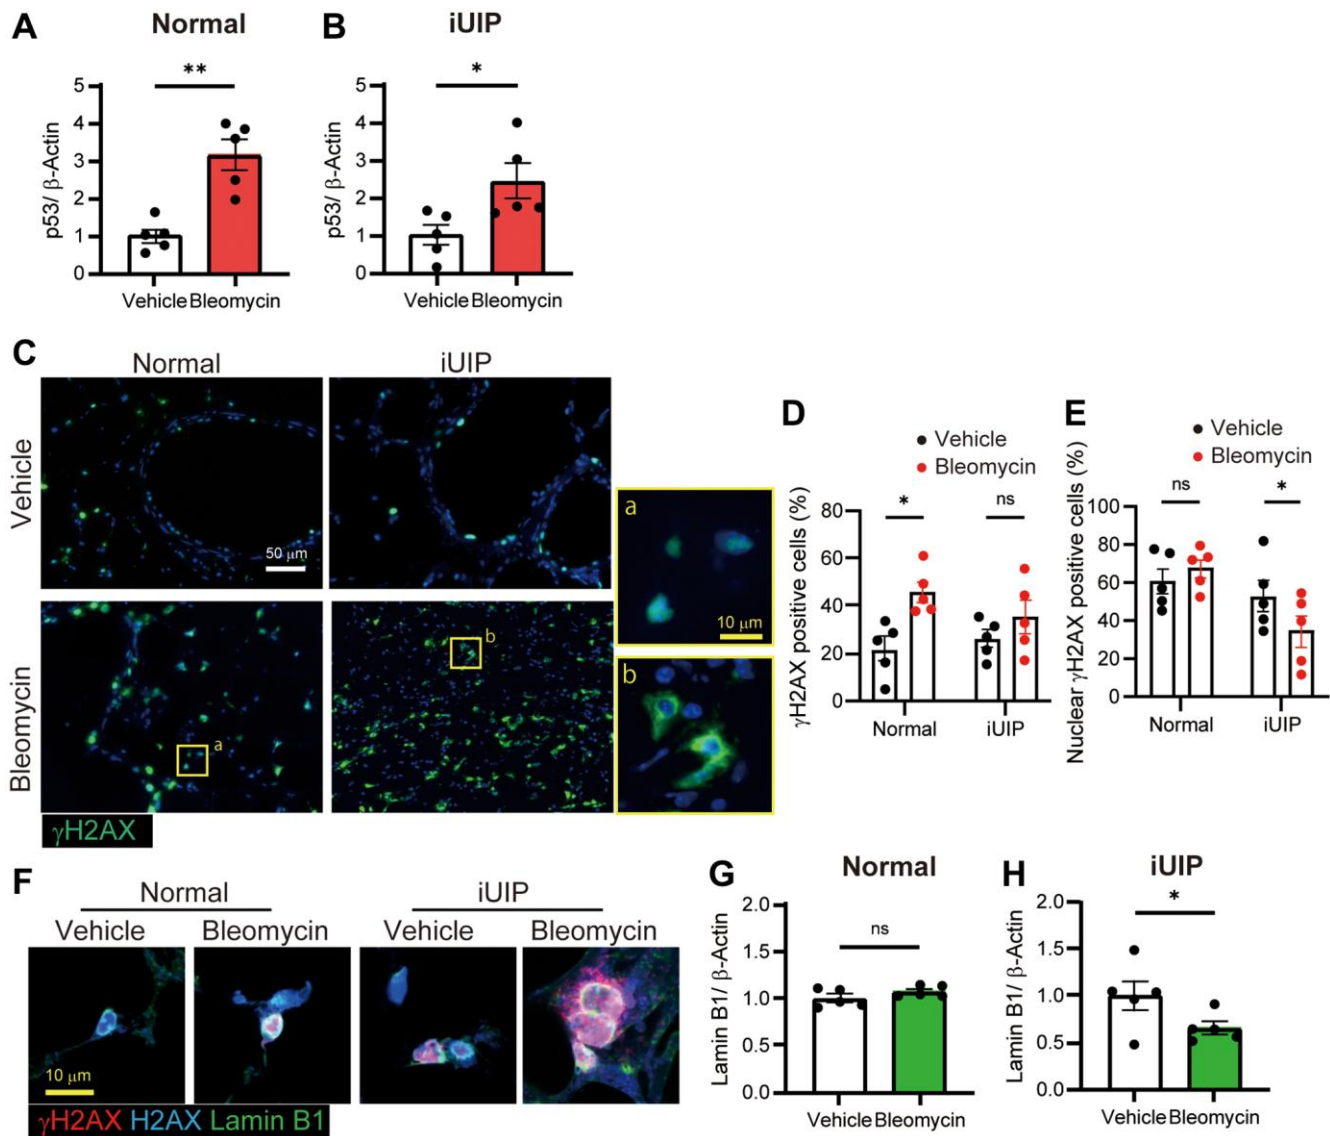 A Normal
**
p53/ β-Actin
5
4
3
2
1
0
Vehicle Bleomycin
B iUIP
*
p53/ β-Actin
5
4
3
2
1
0
Vehicle Bleomycin
C
Normal iUIP
Vehicle
50 μm
Bleomycin
a
b
γH2AX
a
10 μm
b
D
Vehicle
Bleomycin
* ns
γH2AX positive cells (%)
80
60
40
20
0
Normal iUIP
E
Vehicle
Bleomycin
ns *
Nuclear γH2AX positive cells (%)
100
80
60
40
20
0
Normal iUIP
F
Normal iUIP
Vehicle Bleomycin Vehicle Bleomycin
10 μm
γH2AX H2AX Lamin B1
G Normal
ns
Lamin B1/ β-Actin
2.0
1.5
1.0
0.5
0.0
Vehicle Bleomycin
H iUIP
*
Lamin B1/ β-Actin
2.0
1.5
1.0
0.5
0.0
Vehicle Bleomycin